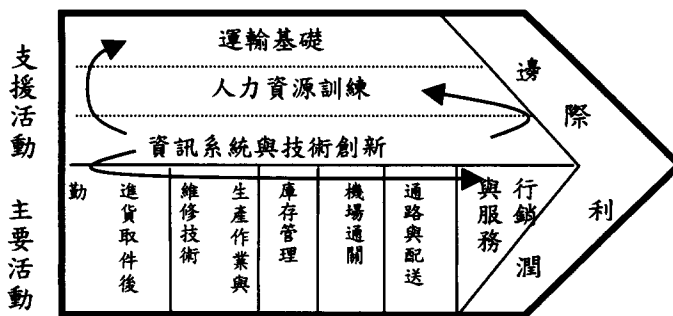 支援活動
運輸基礎
人力資源訓練
資訊系統與技術創新
主要活動
進貨取件後
勤
生產作業與
維修技術
庫存管理
機場通關
通路與配送
行銷
與服務
邊際利潤